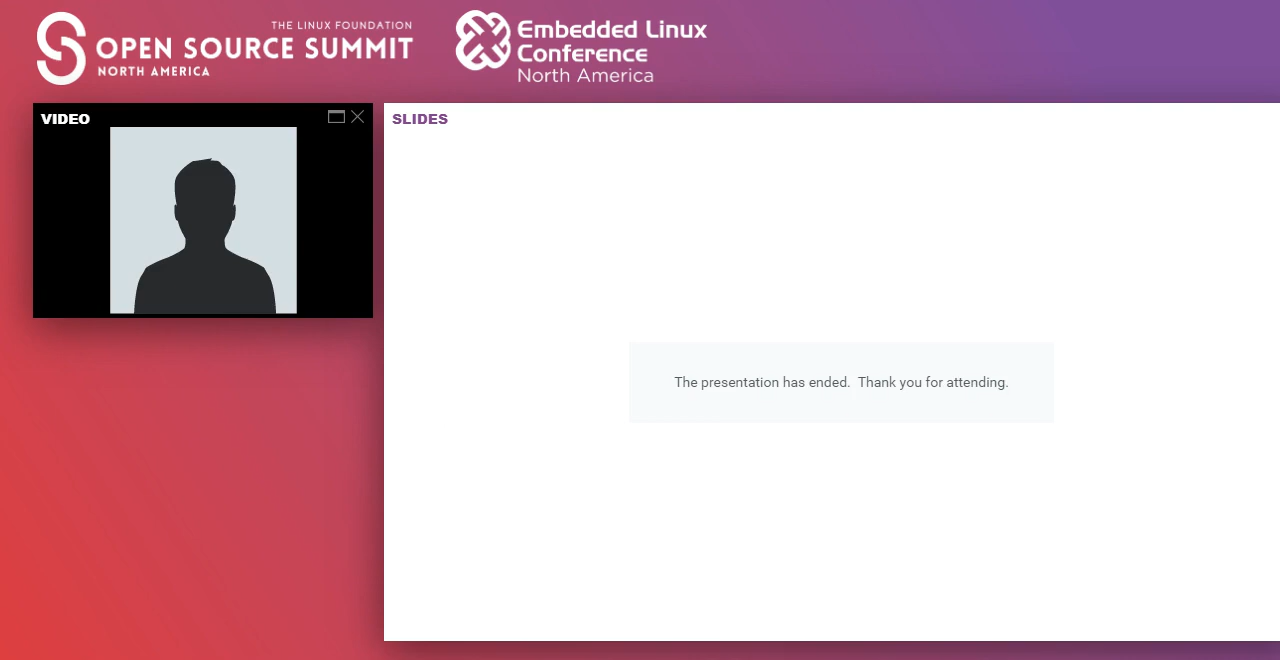 THE LINUX FOUNDATION
OPEN SOURCE SUMMIT
NORTH AMERICA
Embedded Linux
Conference
North America
VIDEO
SLIDES
The presentation has ended.  Thank you for attending.